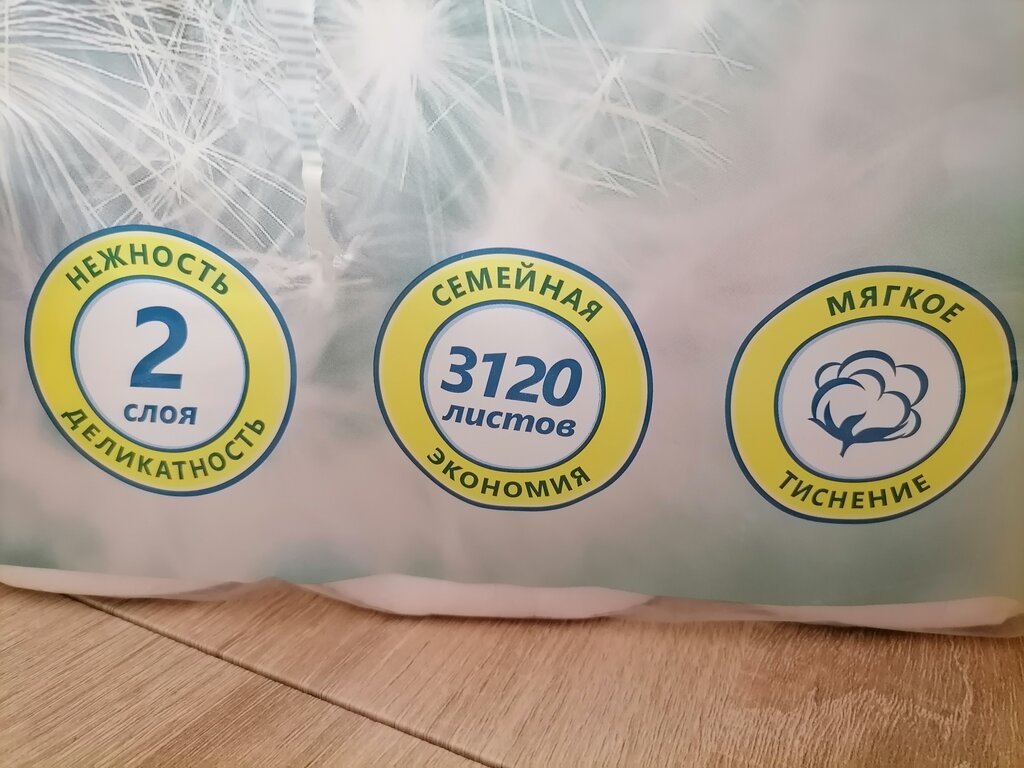 НЕЖНОСТЬ
2
слоя
ДЕЛИКАТНОСТЬ
СЕМЕЙНАЯ
3120
листов
ЭКОНОМИЯ
МЯГКОЕ
ТИСНЕНИЕ